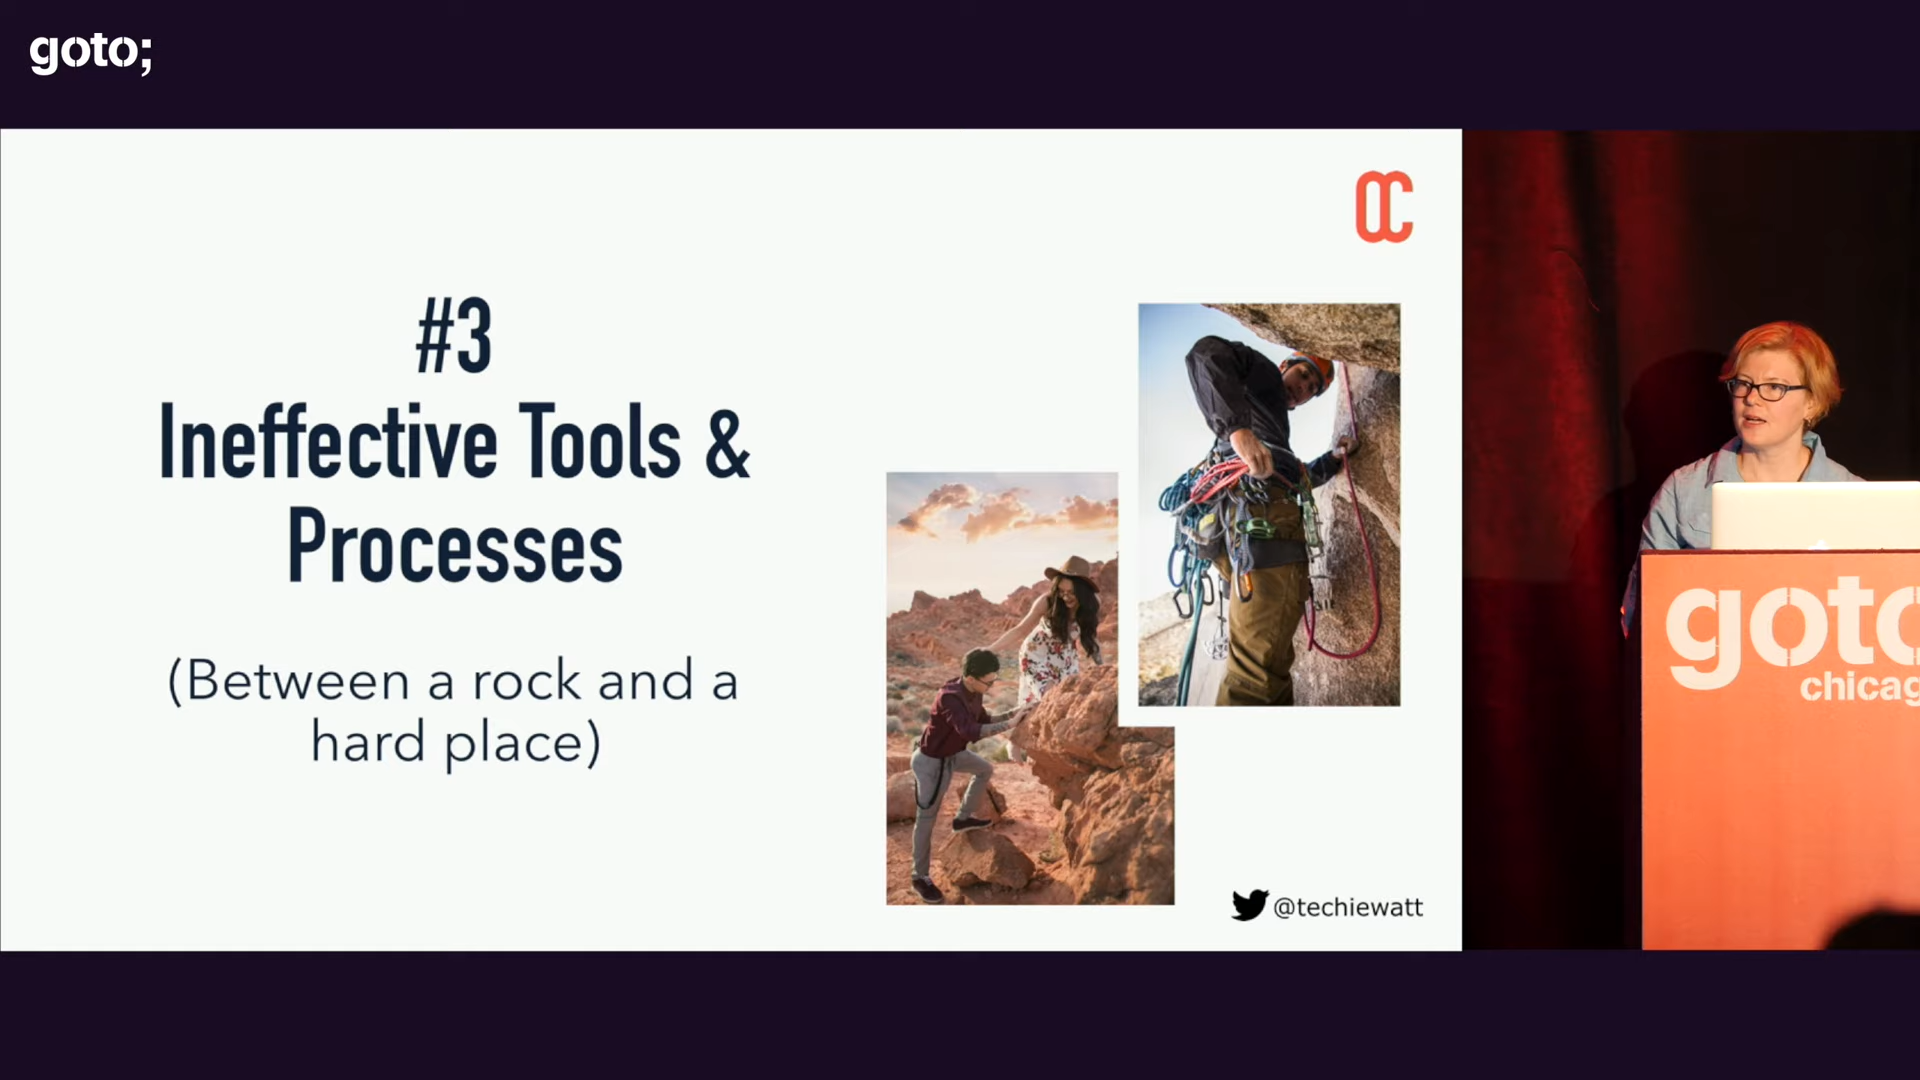 goto;
#3
Ineffective Tools &
Processes
(Between a rock and a
hard place)
@techiewatt
goto
chicag